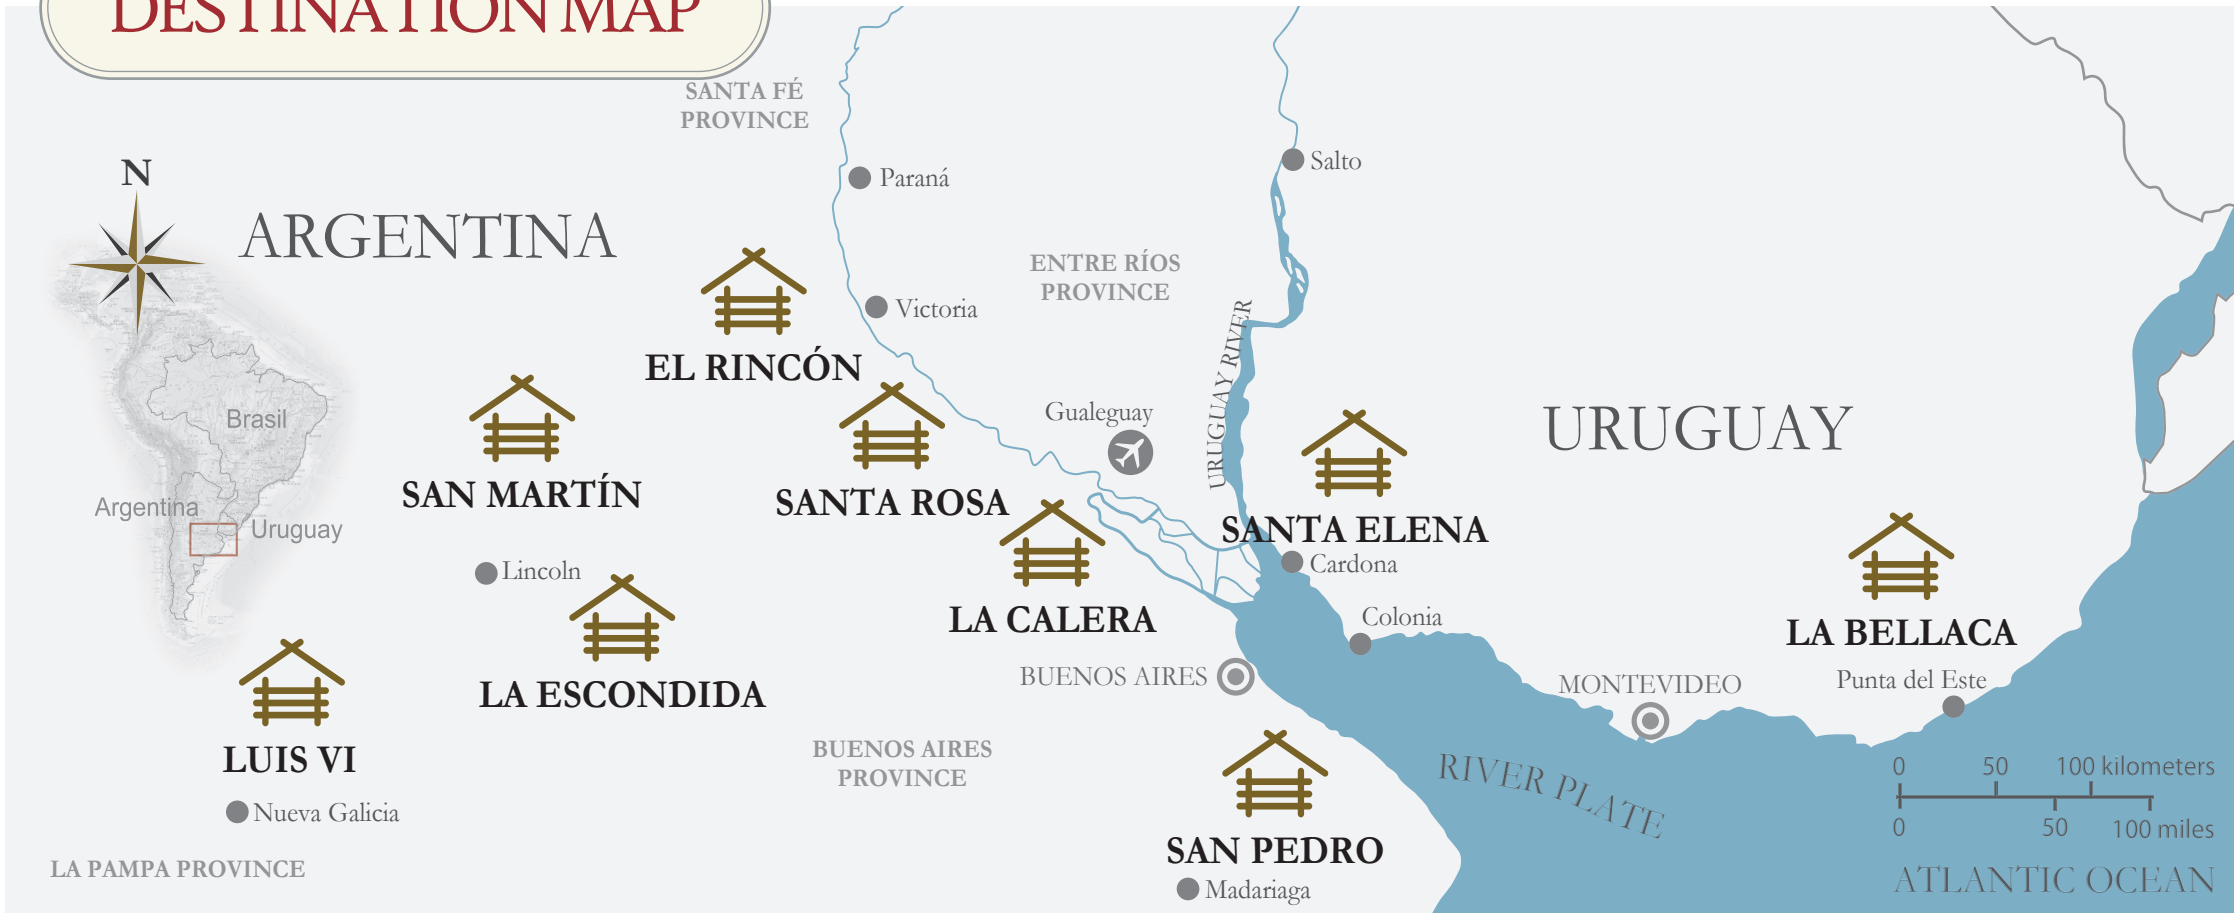 DESTINATION MAP
SANTA FÉ
PROVINCE
N
Paraná
Salto
ARGENTINA
ENTRE RÍOS
PROVINCE
Victoria
URUGUAY RIVER
EL RINCÓN
Gualeguay
Brasil
URUGUAY
SAN MARTÍN
SANTA ROSA
Argentina
Uruguay
SANTA ELENA
Lincoln
Cardona
LA CALERA
Colonia
LA BELLACA
BUENOS AIRES
MONTEVIDEO
Punta del Este
LA ESCONDIDA
LUIS VI
BUENOS AIRES
PROVINCE
RIVER PLATE
0 50 100 kilometers
0 50 100 miles
Nueva Galicia
SAN PEDRO
LA PAMPA PROVINCE
Madariaga
ATLANTIC OCEAN